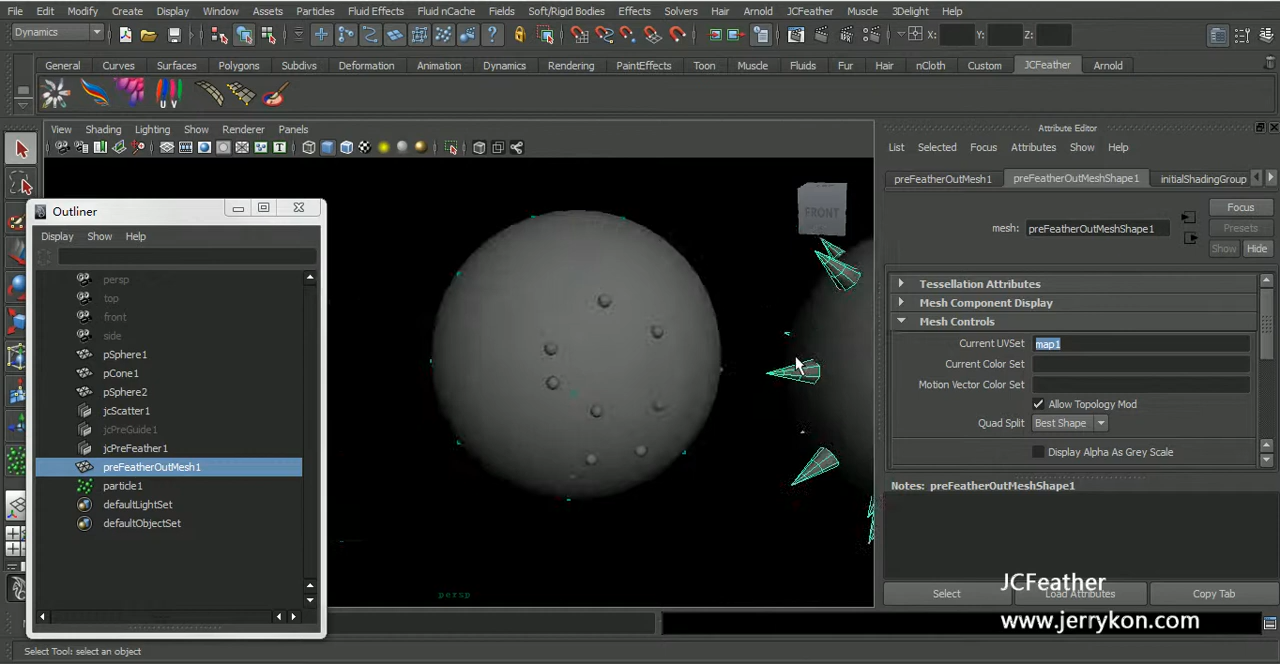 File Edit Modify Create Display Window Assets Particles Fluid Effects Fluid nCache Fields Soft/Rigid Bodies Effects Solvers Hair Arnold JCFeather Muscle 3Delight Help
Dynamics X: Y: Z:
General Curves Surfaces Polygons Subdivs Deformation Animation Dynamics Rendering PaintEffects Toon Muscle Fluids Fur Hair nCloth Custom JCFeather Arnold
U V
View Shading Lighting Show Renderer Panels
FRONT
persp
Outliner
Display Show Help
persp
top
front
side
pSphere1
pCone1
pSphere2
jcScatter1
jcPreGuide1
jcPreFeather1
preFeatherOutMesh1
particle1
defaultLightSet
defaultObjectSet
Attribute Editor
List Selected Focus Attributes Show Help
preFeatherOutMesh1 preFeatherOutMeshShape1 initialShadingGroup
Focus
mesh: preFeatherOutMeshShape1 Presets
Show Hide
Tessellation Attributes
Mesh Component Display
Mesh Controls
Current UVSet map1
Current Color Set
Motion Vector Color Set
Allow Topology Mod
Quad Split Best Shape
Display Alpha As Grey Scale
Notes: preFeatherOutMeshShape1
JCFeather
Select Load Attributes Copy Tab
www.jerrykon.com
Select Tool: select an object